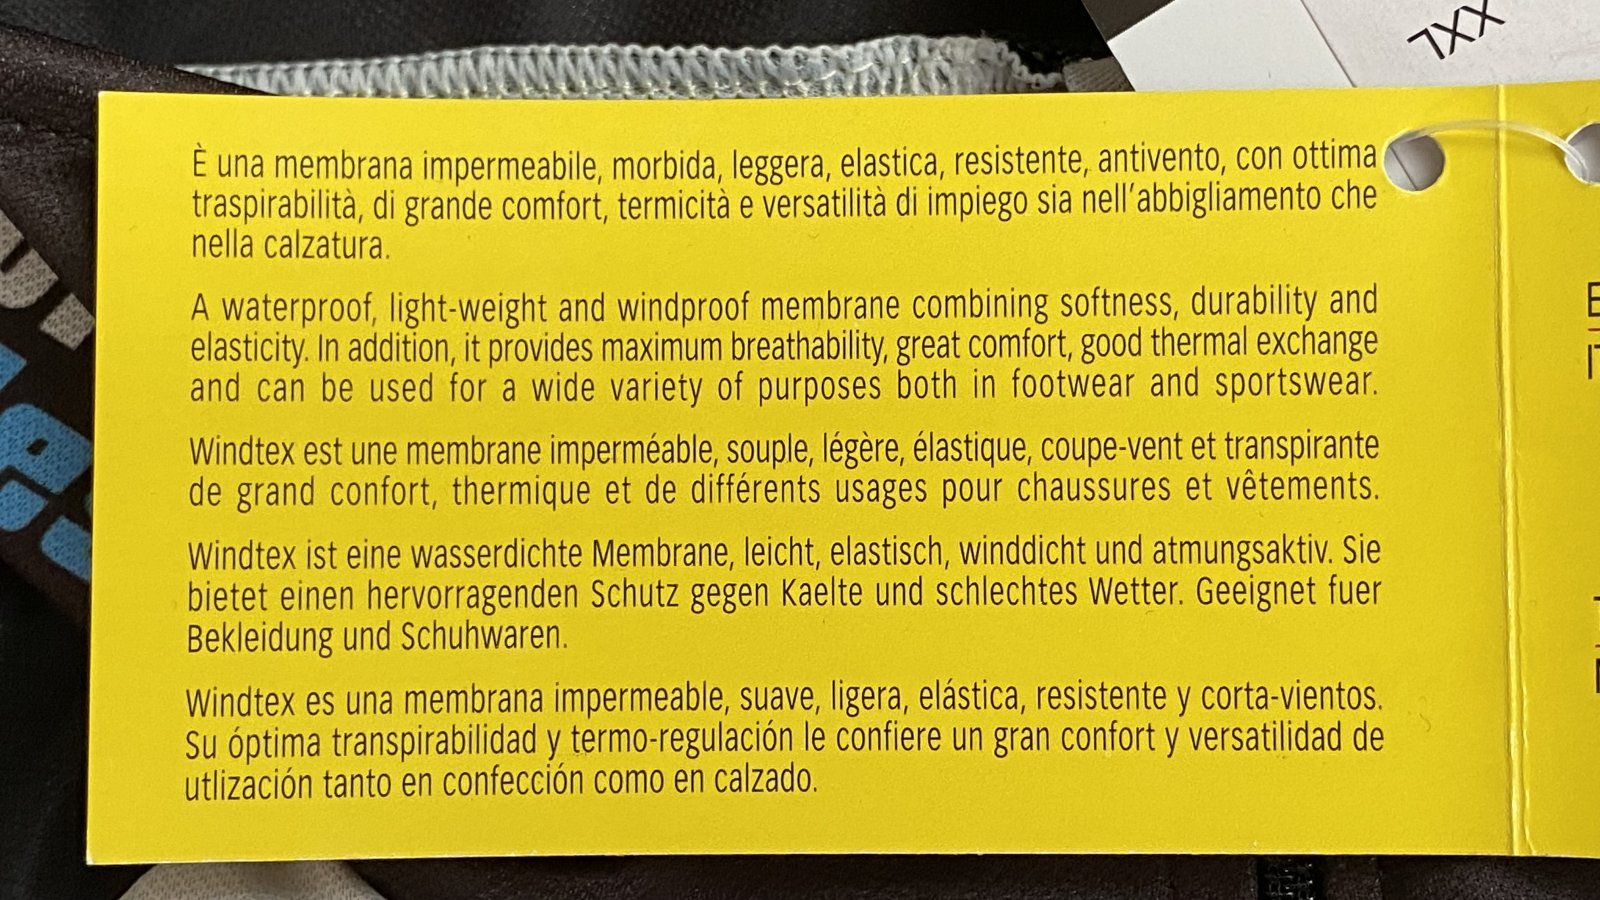 7XXL
È una membrana impermeabile, morbida, leggera, elastica, resistente, antivento, con ottima
traspirabilità, di grande comfort, termicità e versatilità di impiego sia nell'abbigliamento che
nella calzatura.
A waterproof, light-weight and windproof membrane combining softness, durability and
elasticity. In addition, it provides maximum breathability, great comfort, good thermal exchange
and can be used for a wide variety of purposes both in footwear and sportswear.
Windtex est une membrane imperméable, souple, légère, élastique, coupe-vent et transpirante
de grand confort, thermique et de différents usages pour chaussures et vêtements.
Windtex ist eine wasserdichte Membrane, leicht, elastisch, winddicht und atmungsaktiv. Sie
bietet einen hervorragenden Schutz gegen Kaelte und schlechtes Wetter. Geeignet fuer
Bekleidung und Schuhwaren.
Windtex es una membrana impermeable, suave, ligera, elástica, resistente y corta-vientos.
Su óptima transpirabilidad y termo-regulación le confiere un gran confort y versatilidad de
utlización tanto en confección como en calzado.